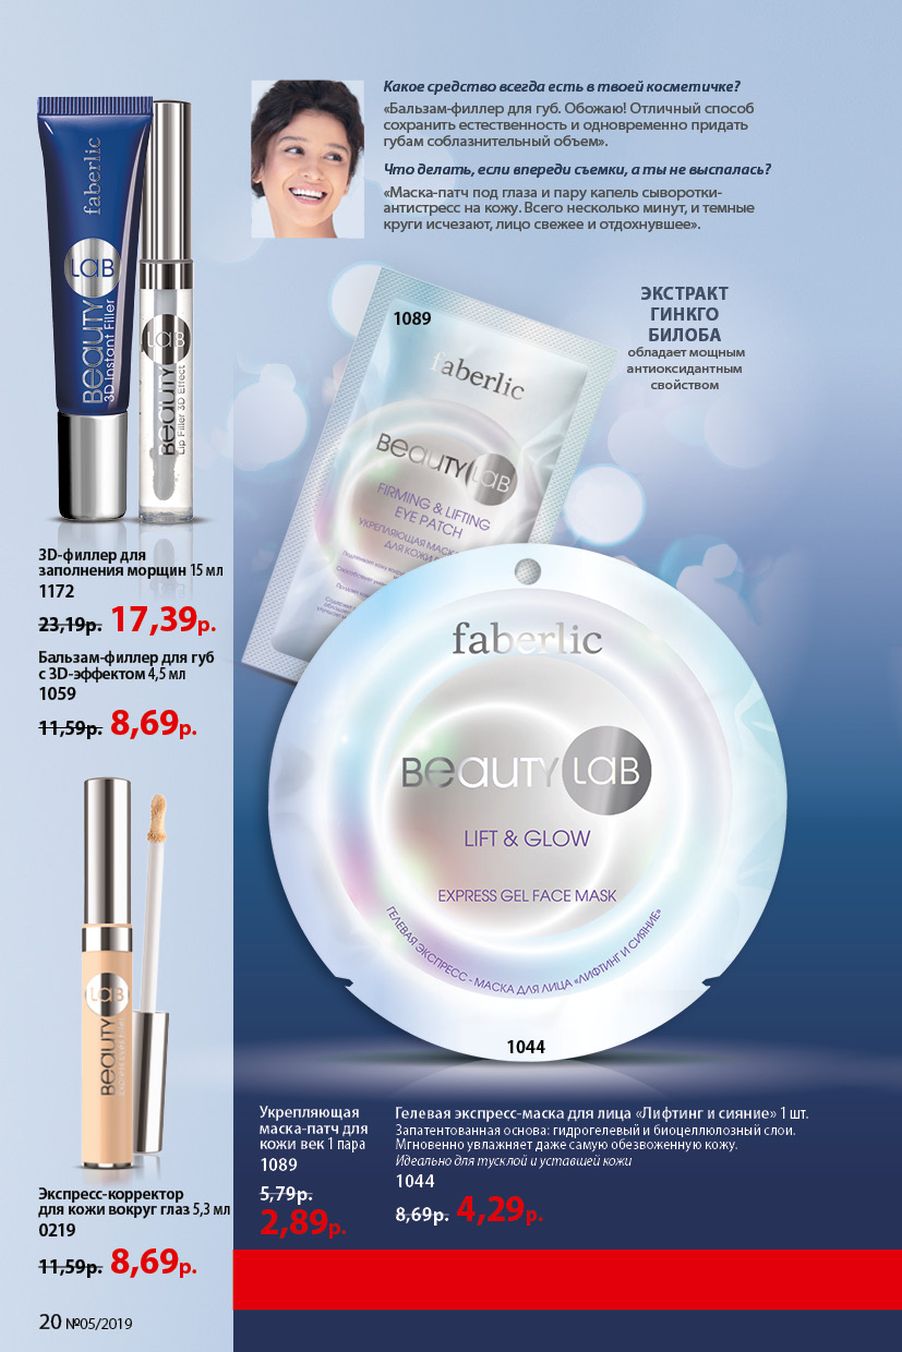 Какое средство всегда есть в твоей косметичке?
«Бальзам-филлер для губ. Обожаю! Отличный способ
сохранить естественность и одновременно придать
губам соблазнительный объем».
Что делать, если впереди съемки, а ты не выспалась?
«Маска-патч под глаза и пару капель сыворотки-
антистресс на кожу. Всего несколько минут, и темные
круги исчезают, лицо свежее и отдохнувшее».
faberlic
BeauTY LAB
3D Instant Filler
BeauTY LAB
Lip Filler 3D Effect
3D-филлер для
заполнения морщин 15 мл
1172
23,19р. 17,39р.
Бальзам-филлер для губ
с 3D-эффектом 4,5 мл
1059
11,59р. 8,69р.
ЭКСТРАКТ
ГИНКГО
БИЛОБА
обладает мощным
антиоксидантным
свойством
1089
faberlic
BeauTY LAB
FIRMING & LIFTING
EYE PATCH
УКРЕПЛЯЮЩАЯ МАСКА
ДЛЯ КОЖИ
faberlic
BeauTY LAB
LIFT & GLOW
EXPRESS GEL FACE MASK
ГЕЛЕВАЯ ЭКСПРЕСС - МАСКА ДЛЯ ЛИЦА «ЛИФТИНГ И СИЯНИЕ»
1044
BeauTY LAB
Экспресс-корректор
для кожи вокруг глаз 5,3 мл
0219
11,59р. 8,69р.
Укрепляющая
маска-патч для
кожи век 1 пара
1089
5,79р.
2,89р.
Гелевая экспресс-маска для лица «Лифтинг и сияние» 1 шт.
Запатентованная основа: гидрогелевый и биоцеллюлозный слои.
Мгновенно увлажняет даже самую обезвоженную кожу.
Идеально для тусклой и уставшей кожи
1044
8,69р. 4,29р.
20 №05/2019